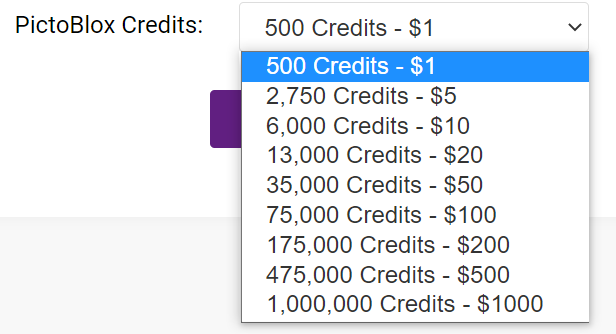 PictoBlox Credits: 500 Credits - $1
500 Credits - $1
2,750 Credits - $5
6,000 Credits - $10
13,000 Credits - $20
35,000 Credits - $50
75,000 Credits - $100
175,000 Credits - $200
475,000 Credits - $500
1,000,000 Credits - $1000